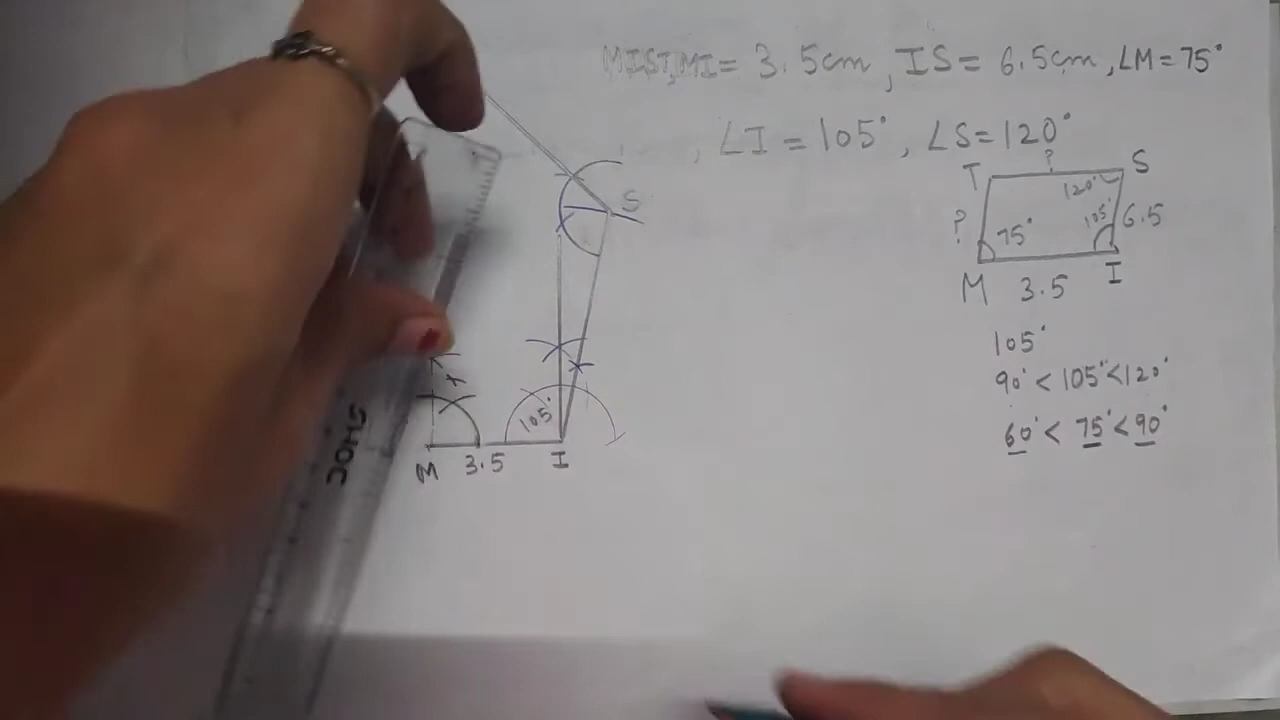 MIST, MI = 3.5cm, IS = 6.5cm, ∠M = 75°
, ∠I = 105°, ∠S = 120°
T ? S
120°
? 75° 105° 6.5
M 3.5 I
105°
90° < 105° < 120°
60° < 75° < 90°
S
105°
M 3.5 I